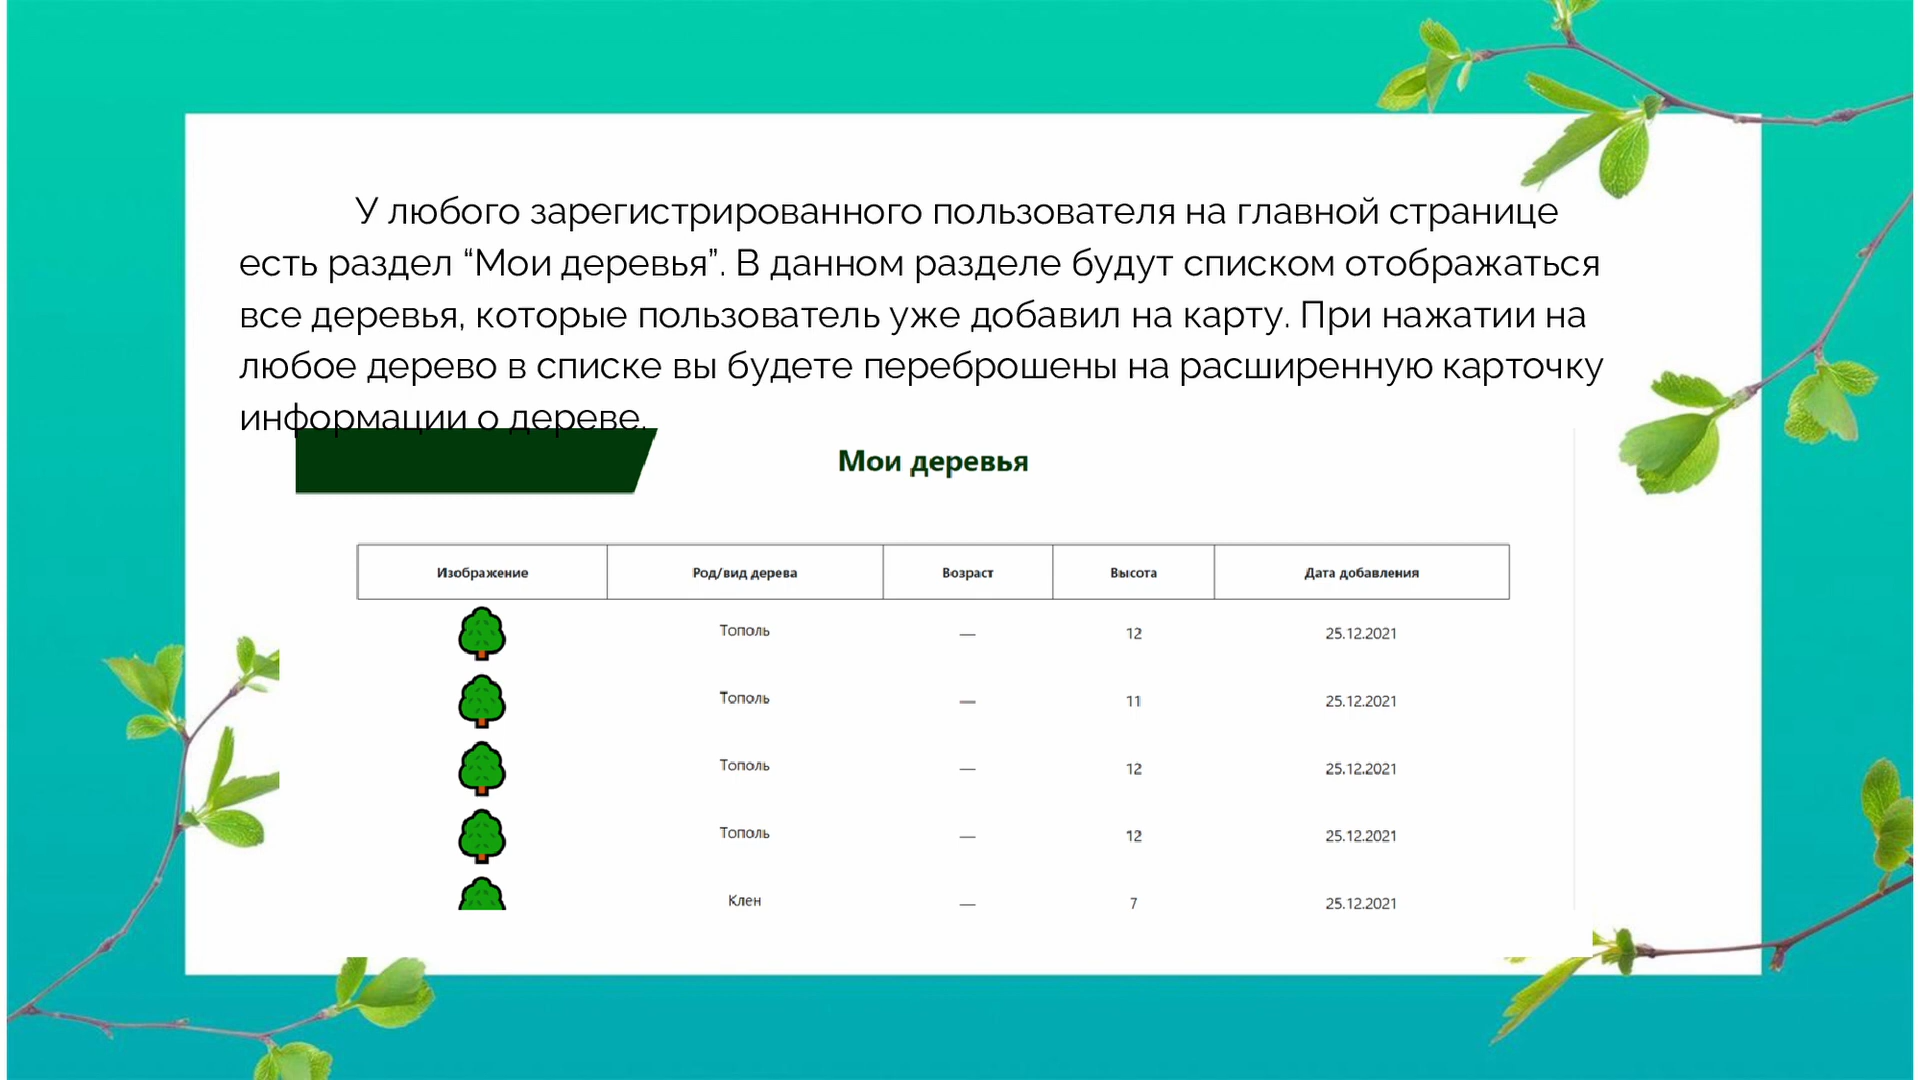 У любого зарегистрированного пользователя на главной странице
есть раздел “Мои деревья”. В данном разделе будут списком отображаться
все деревья, которые пользователь уже добавил на карту. При нажатии на
любое дерево в списке вы будете переброшены на расширенную карточку
информации о дереве.
Мои деревья
Изображение Род/вид дерева Возраст Высота Дата добавления
Тополь — 12 25.12.2021
Тополь — 11 25.12.2021
Тополь — 12 25.12.2021
Тополь — 12 25.12.2021
Клен — 7 25.12.2021